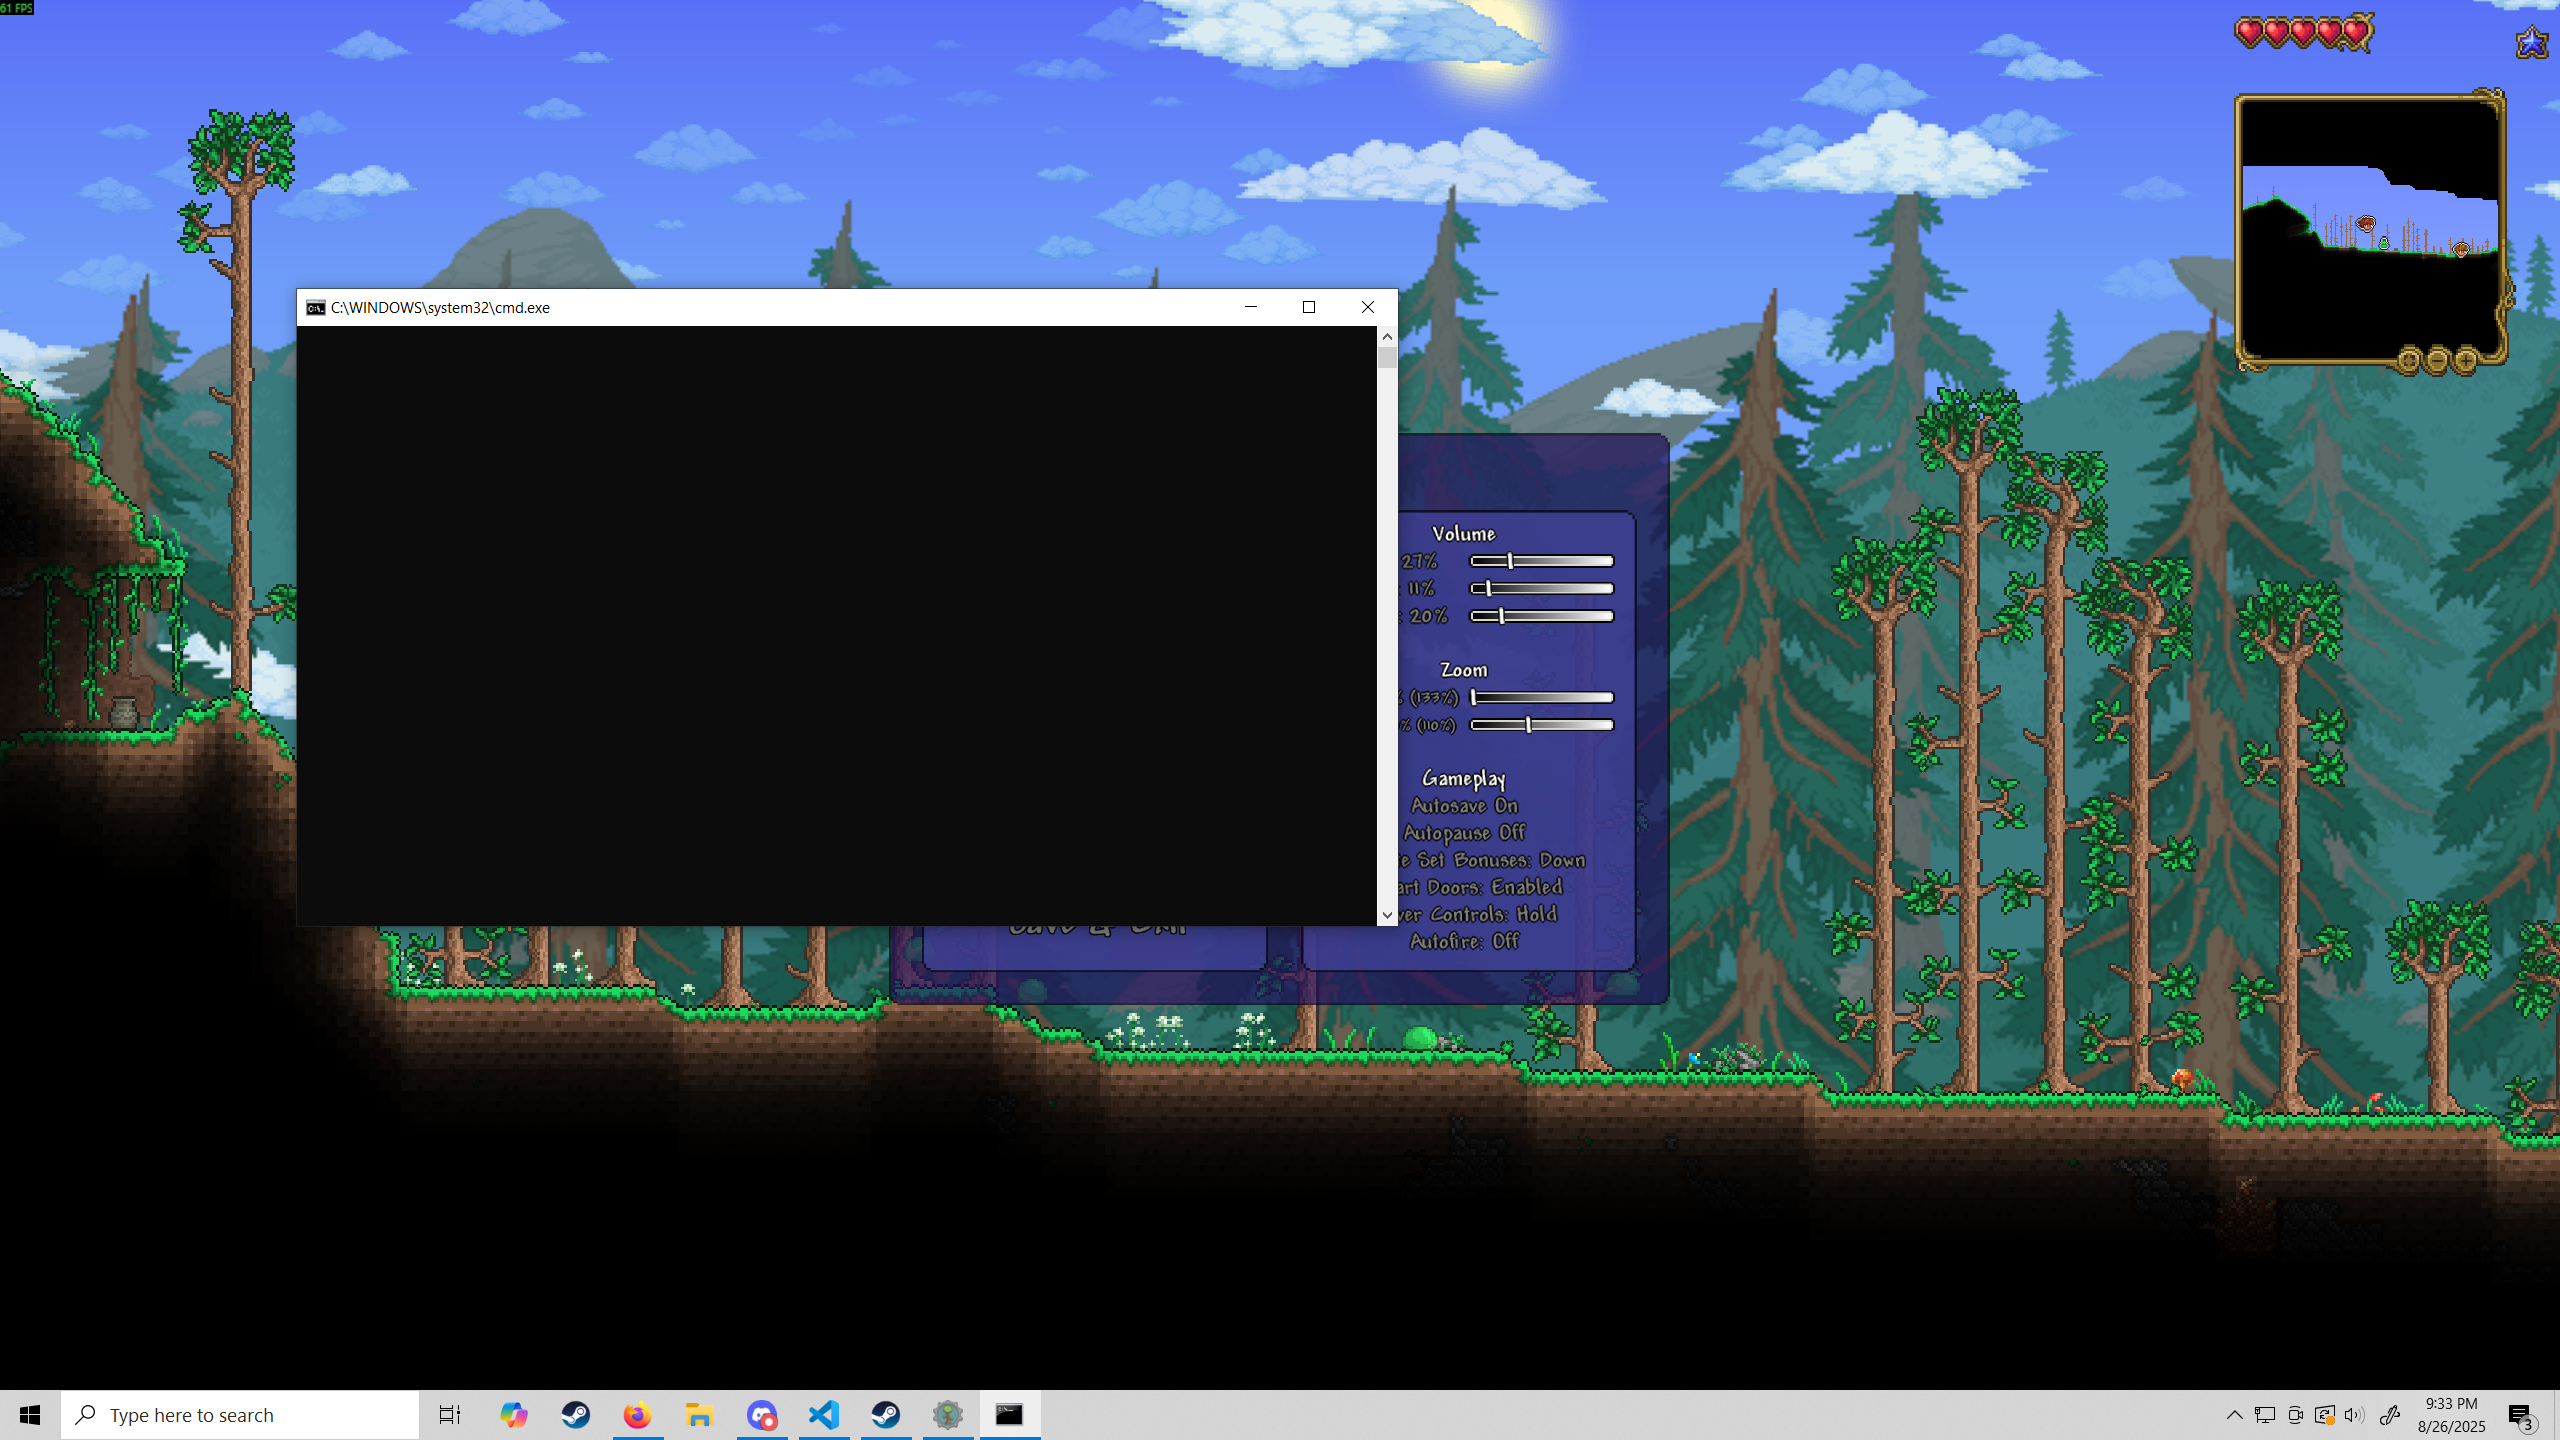 61 FPS
C:\WINDOWS\system32\cmd.exe
Volume
27%
11%
20%
Zoom
% (133%)
% (110%)
Gameplay
Autosave On
Autopause Off
Set Bonuses: Down
Doors: Enabled
Controls: Hold
Autofire: Off
Save & Exit
Type here to search
9:33 PM
8/26/2025
3